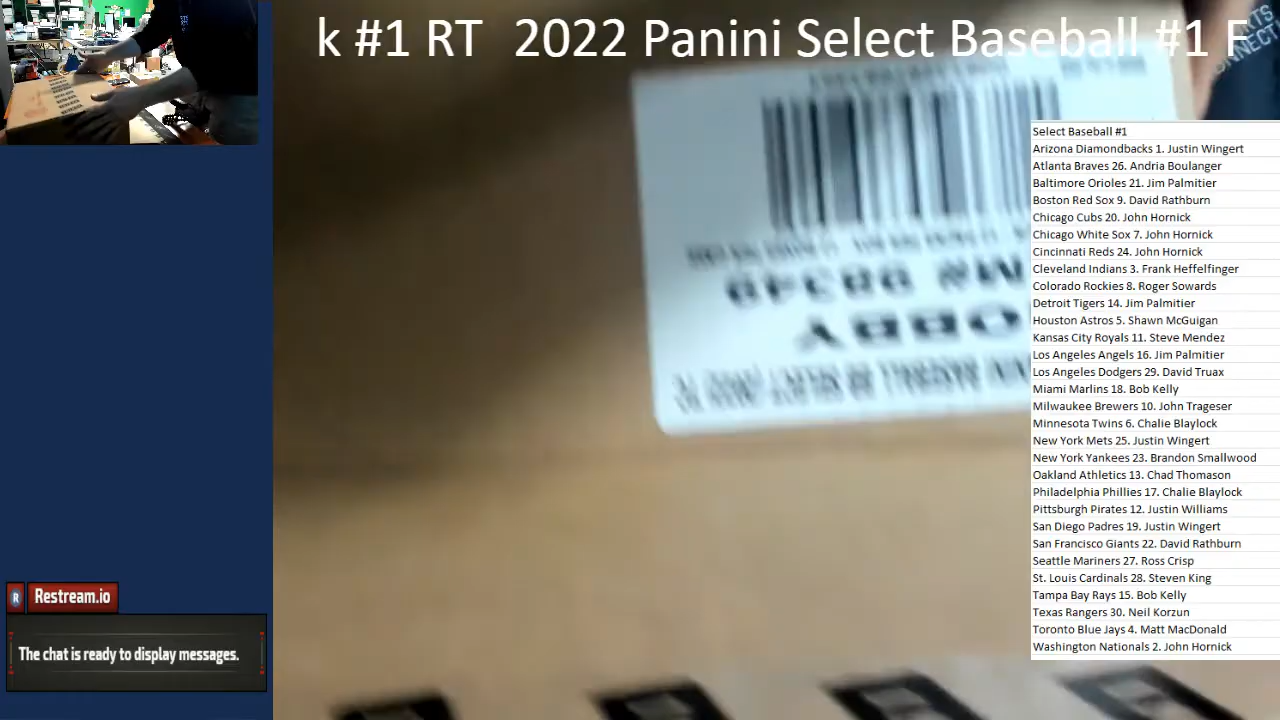 k #1 RT 2022 Panini Select Baseball #1 F
Select Baseball #1
Arizona Diamondbacks 1. Justin Wingert
Atlanta Braves 26. Andria Boulanger
Baltimore Orioles 21. Jim Palmitier
Boston Red Sox 9. David Rathburn
Chicago Cubs 20. John Hornick
Chicago White Sox 7. John Hornick
Cincinnati Reds 24. John Hornick
Cleveland Indians 3. Frank Heffelfinger
Colorado Rockies 8. Roger Sowards
Detroit Tigers 14. Jim Palmitier
Houston Astros 5. Shawn McGuigan
Kansas City Royals 11. Steve Mendez
Los Angeles Angels 16. Jim Palmitier
Los Angeles Dodgers 29. David Truax
Miami Marlins 18. Bob Kelly
Milwaukee Brewers 10. John Trageser
Minnesota Twins 6. Chalie Blaylock
New York Mets 25. Justin Wingert
New York Yankees 23. Brandon Smallwood
Oakland Athletics 13. Chad Thomason
Philadelphia Phillies 17. Chalie Blaylock
Pittsburgh Pirates 12. Justin Williams
San Diego Padres 19. Justin Wingert
San Francisco Giants 22. David Rathburn
Seattle Mariners 27. Ross Crisp
St. Louis Cardinals 28. Steven King
Tampa Bay Rays 15. Bob Kelly
Texas Rangers 30. Neil Korzun
Toronto Blue Jays 4. Matt MacDonald
Washington Nationals 2. John Hornick
R Restream.io
The chat is ready to display messages.